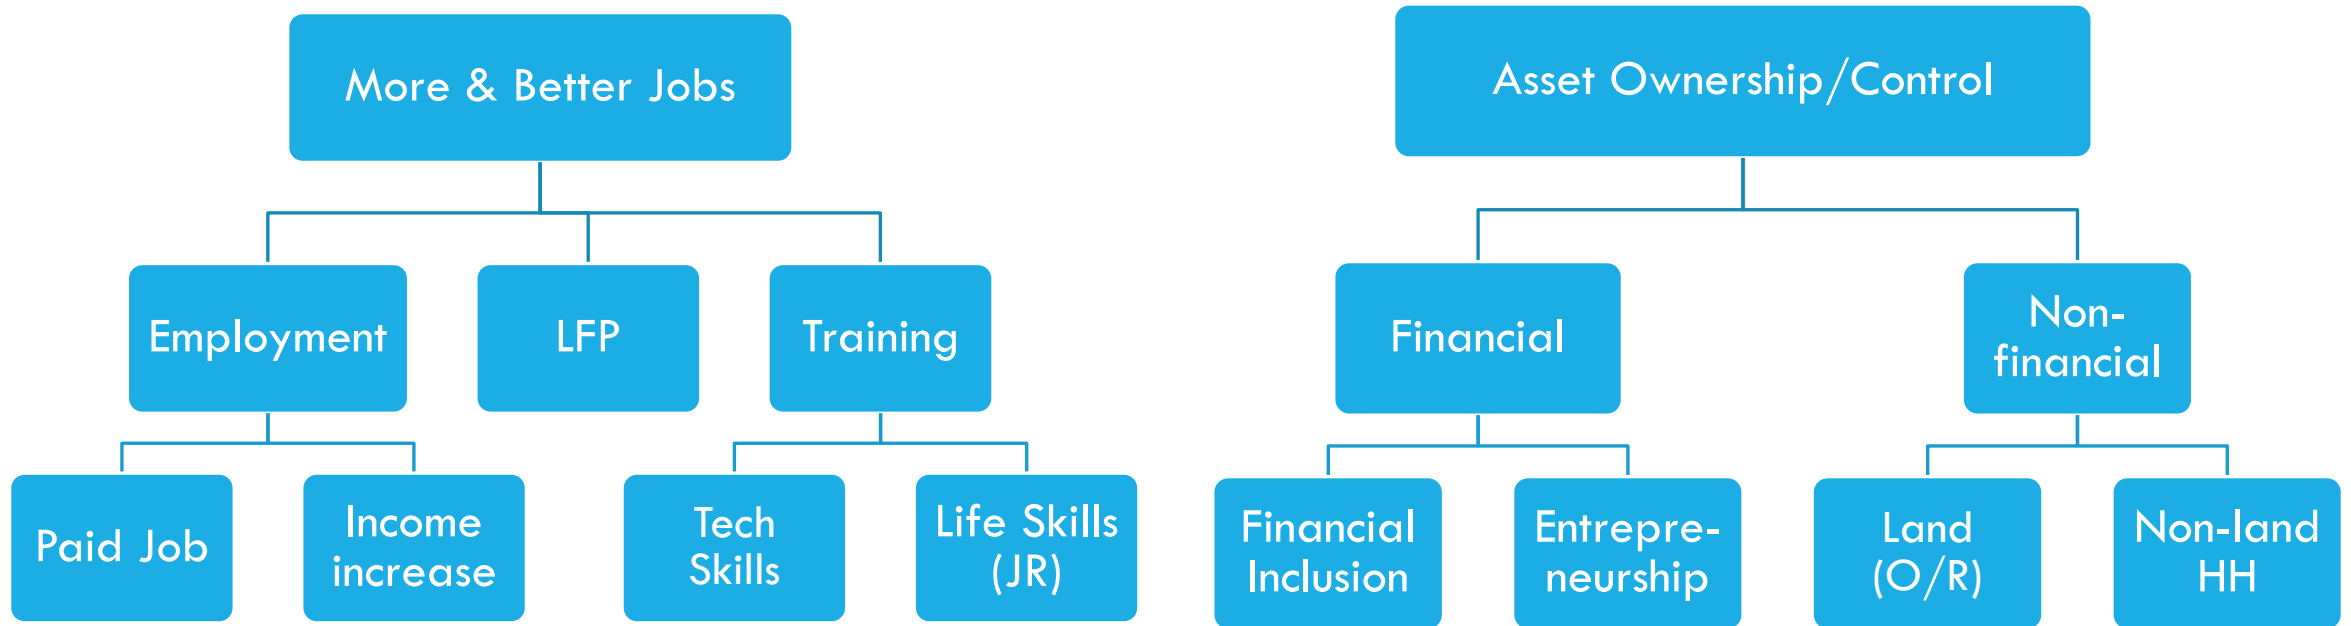 More & Better Jobs
Asset Ownership/Control
Employment
LFP
Training
Financial
Non-
financial
Paid Job
Income
increase
Tech
Skills
Life Skills
(JR)
Financial
Inclusion
Entrepre-
neurship
Land
(O/R)
Non-land
HH